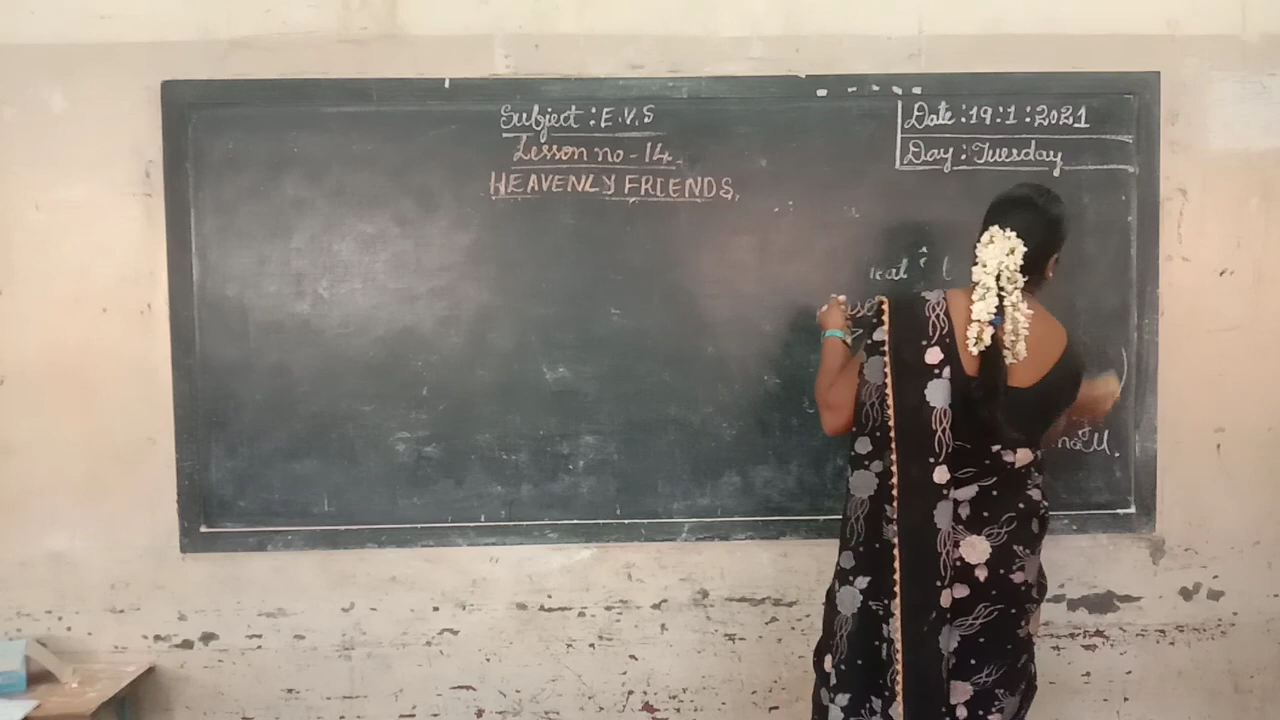 Subject : E.V.S
Lesson no - 14.
HEAVENLY FRIENDS.
Date : 19 : 1 : 2021
Day : Tuesday